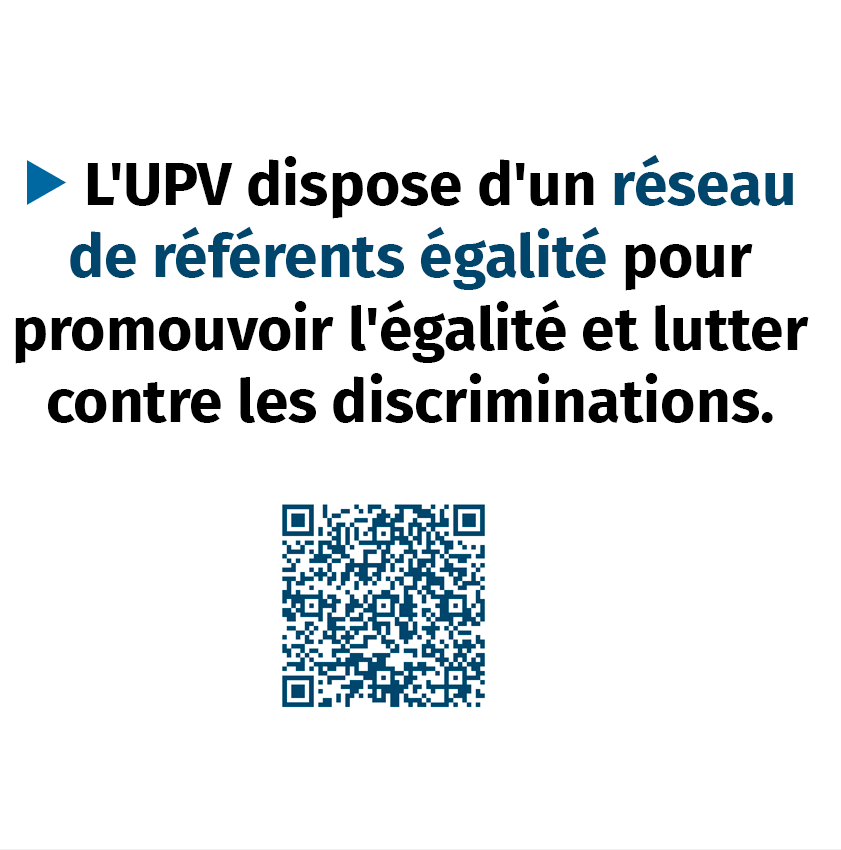 ▶ L'UPV dispose d'un réseau
de référents égalité pour
promouvoir l'égalité et lutter
contre les discriminations.